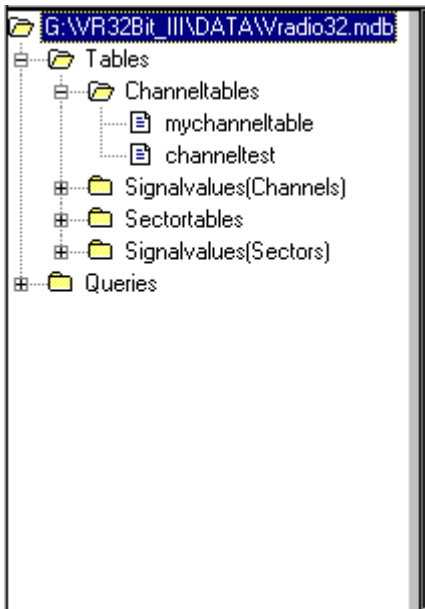 G:\VR32Bit_III\DATA\Vradio32.mdb
Tables
Channeltables
mychanneltable
channeltest
Signalvalues(Channels)
Sectortables
Signalvalues(Sectors)
Queries